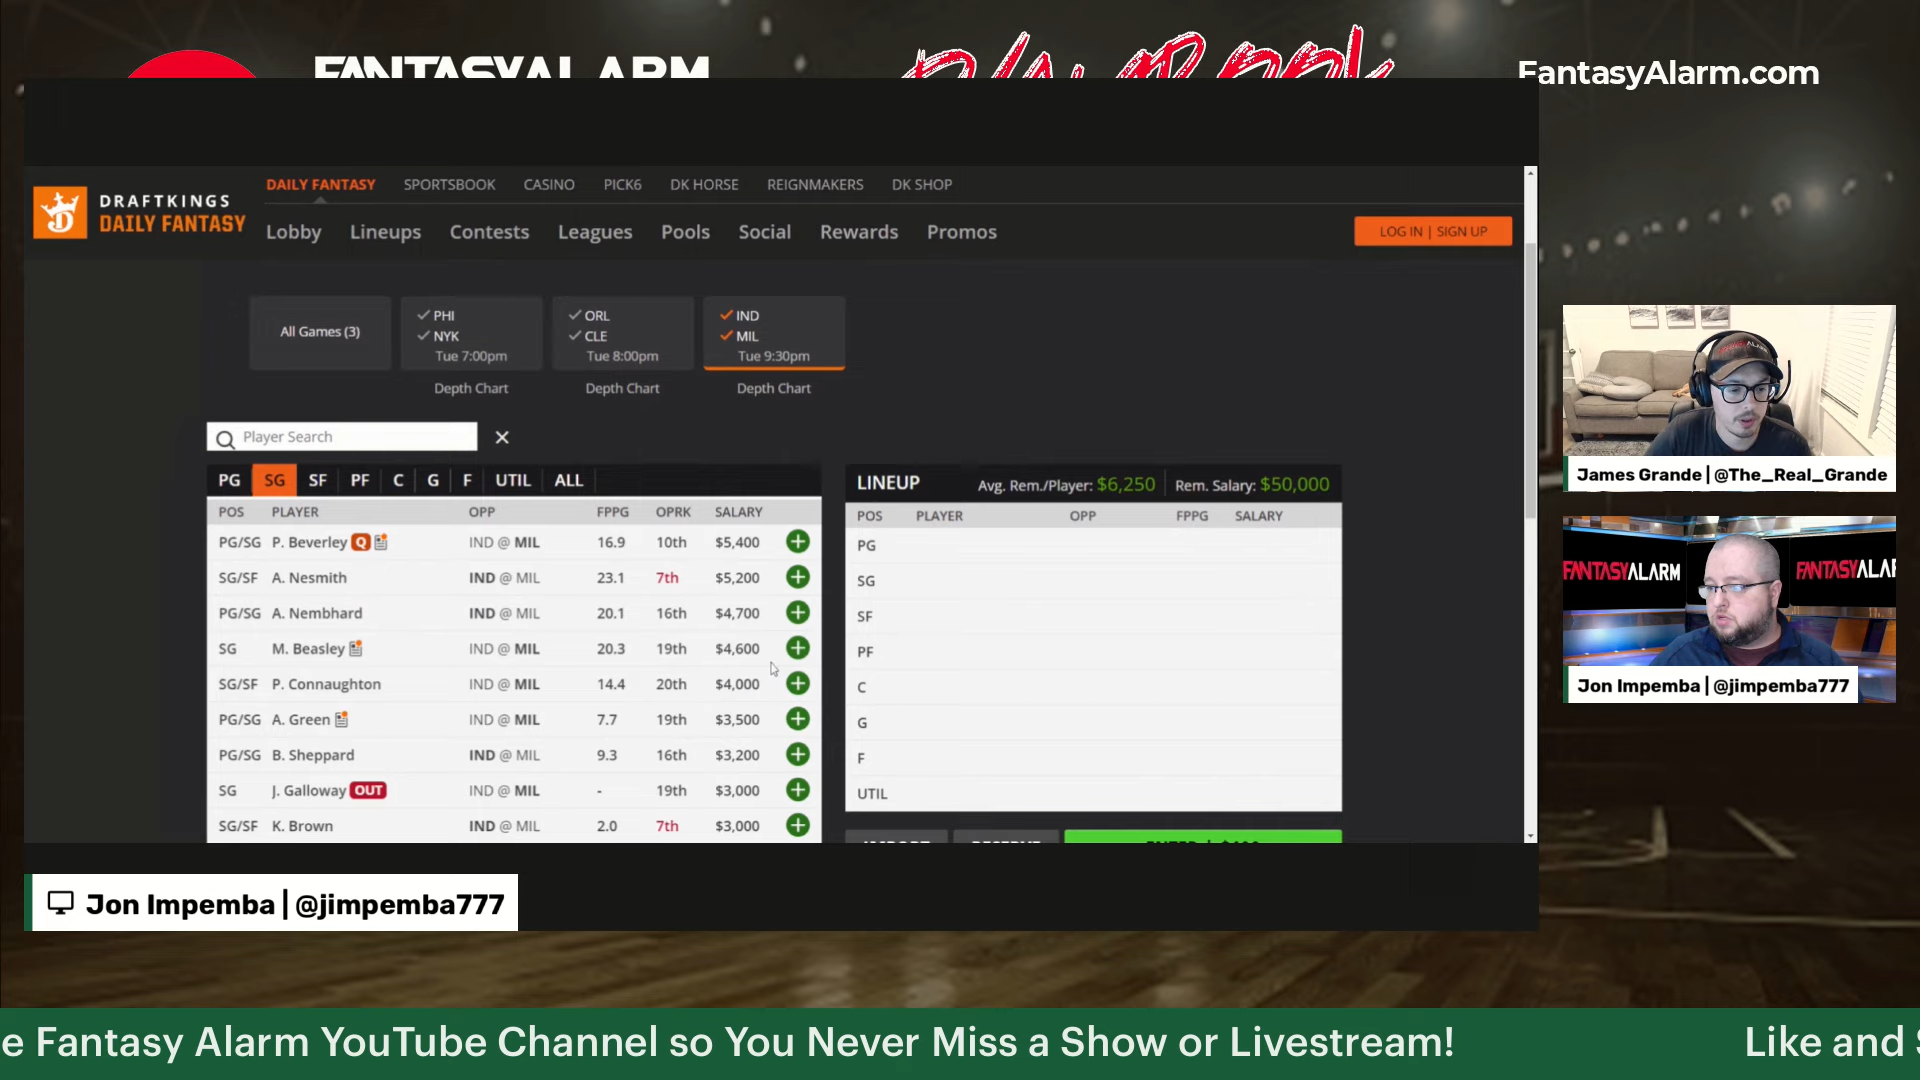 FANTASYALARM
PLAYBOOK
FantasyAlarm.com
DRAFTKINGS
DAILY FANTASY
DAILY FANTASY SPORTSBOOK CASINO PICK6 DK HORSE REIGNMAKERS DK SHOP
Lobby Lineups Contests Leagues Pools Social Rewards Promos
LOG IN | SIGN UP
All Games (3)
PHI
NYK
Tue 7:00pm
Depth Chart
ORL
CLE
Tue 8:00pm
Depth Chart
IND
MIL
Tue 9:30pm
Depth Chart
Player Search
PG SG SF PF C G F UTIL ALL
POS PLAYER OPP FPPG OPRK SALARY
PG/SG P. Beverley Q IND @ MIL 16.9 10th $5,400
SG/SF A. Nesmith IND @ MIL 23.1 7th $5,200
PG/SG A. Nembhard IND @ MIL 20.1 16th $4,700
SG M. Beasley IND @ MIL 20.3 19th $4,600
SG/SF P. Connaughton IND @ MIL 14.4 20th $4,000
PG/SG A. Green IND @ MIL 7.7 19th $3,500
PG/SG B. Sheppard IND @ MIL 9.3 16th $3,200
SG J. Galloway OUT IND @ MIL - 19th $3,000
SG/SF K. Brown IND @ MIL 2.0 7th $3,000
LINEUP Avg. Rem./Player: $6,250 Rem. Salary: $50,000
POS PLAYER OPP FPPG SALARY
PG
SG
SF
PF
C
G
F
UTIL
James Grande | @The_Real_Grande
FANTASYALARM
FANTASYALAR
Jon Impemba | @jimpemba777
Jon Impemba | @jimpemba777
e Fantasy Alarm YouTube Channel so You Never Miss a Show or Livestream! Like and